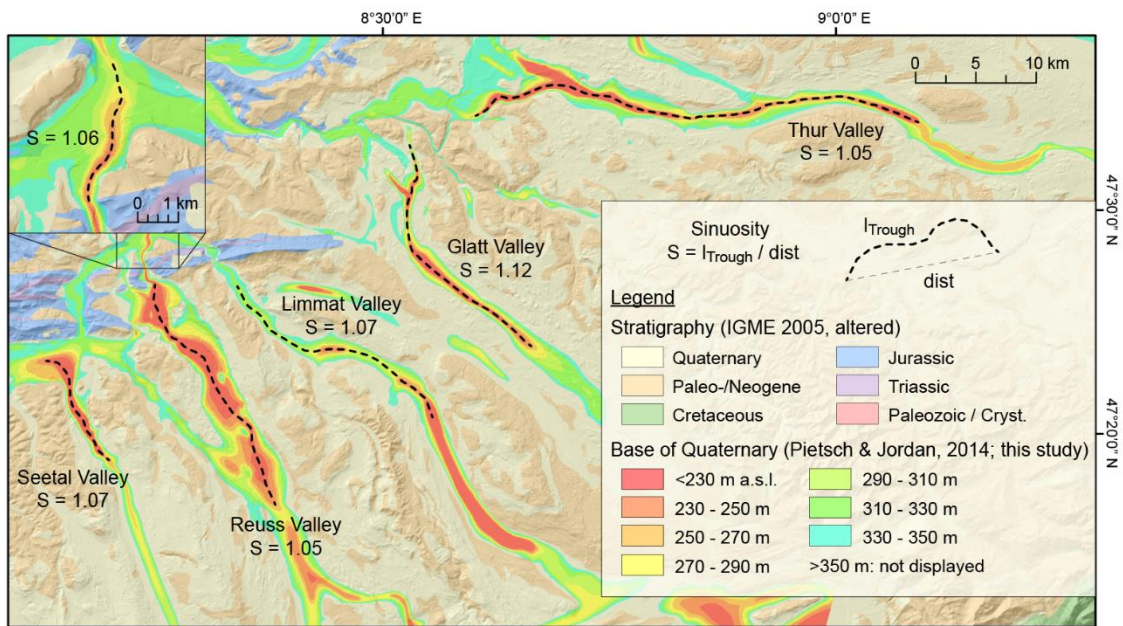 8°30'0" E
9°0'0" E
0 5 10 km
S = 1.06
0 1 km
Thur Valley
S = 1.05
47°30'0" N
Glatt Valley
S = 1.12
Limmat Valley
S = 1.07
Seetal Valley
S = 1.07
Reuss Valley
S = 1.05
47°20'0" N
Sinuosity
S = lTrough / dist
lTrough
dist
Legend
Stratigraphy (IGME 2005, altered)
Quaternary
Paleo-/Neogene
Cretaceous
Jurassic
Triassic
Paleozoic / Cryst.
Base of Quaternary (Pietsch & Jordan, 2014; this study)
<230 m a.s.l.
230 - 250 m
250 - 270 m
270 - 290 m
290 - 310 m
310 - 330 m
330 - 350 m
>350 m: not displayed